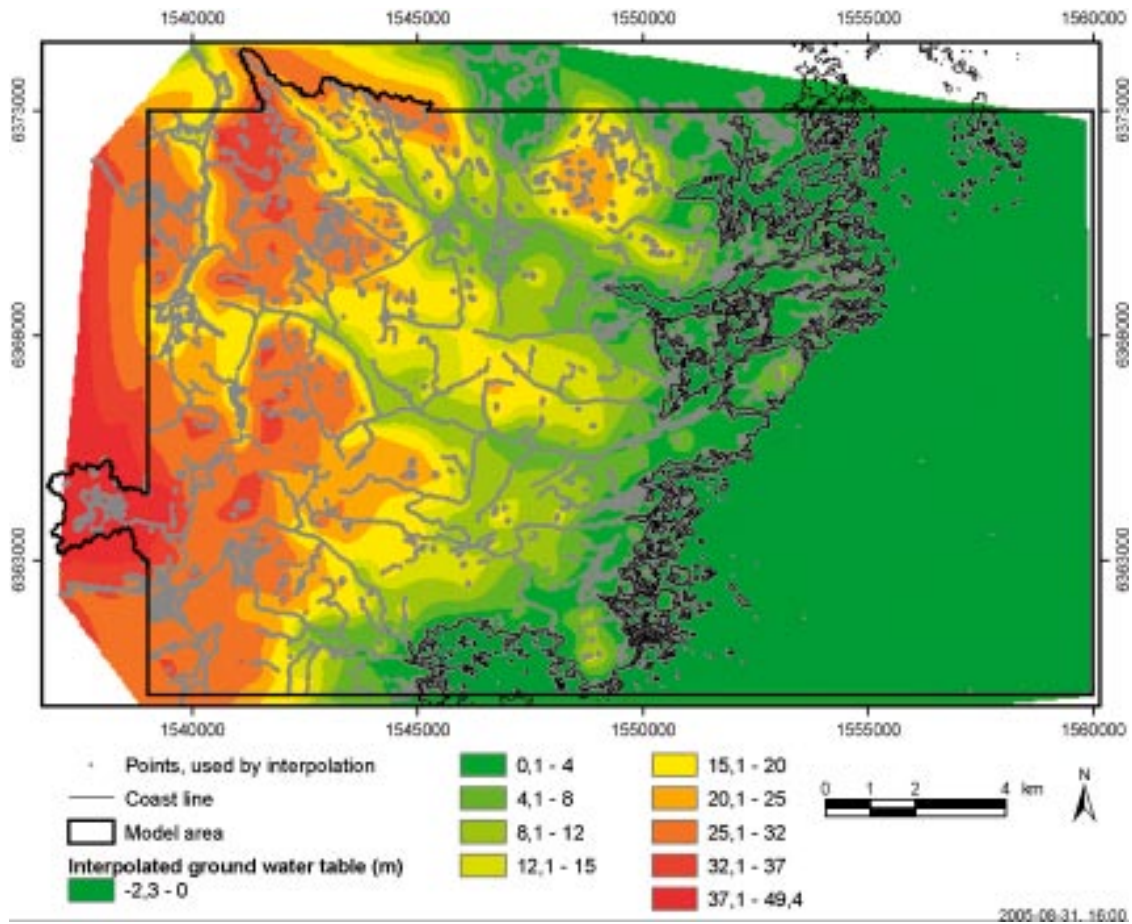 1540000 1545000 1550000 1555000 1560000
6373000 6373000
6368000 6368000
6363000 6363000
1540000 1545000 1550000 1555000 1560000
Points, used by interpolation
Coast line
Model area
Interpolated ground water table (m)
-2,3 - 0
0,1 - 4
4,1 - 8
8,1 - 12
12,1 - 15
15,1 - 20
20,1 - 25
25,1 - 32
32,1 - 37
37,1 - 49,4
0 1 2 4 km
N
2005-08-31, 16:00